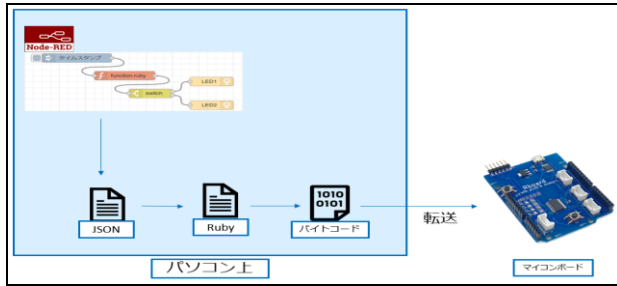 Node-RED
タイムスタンプ
function-ruby
switch
LED1
LED2
JSON
Ruby
1010
0101
バイトコード
転送
パソコン上
Rboard
マイコンボード